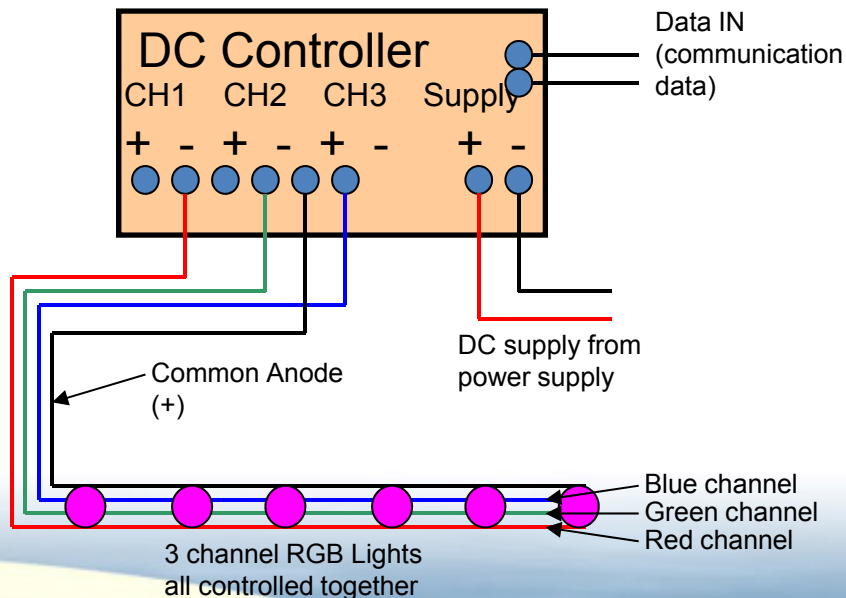 DC Controller
CH1 CH2 CH3 Supply
+ - + - + - + -
Data IN
(communication
data)
DC supply from
power supply
Common Anode
(+)
Blue channel
Green channel
Red channel
3 channel RGB Lights
all controlled together